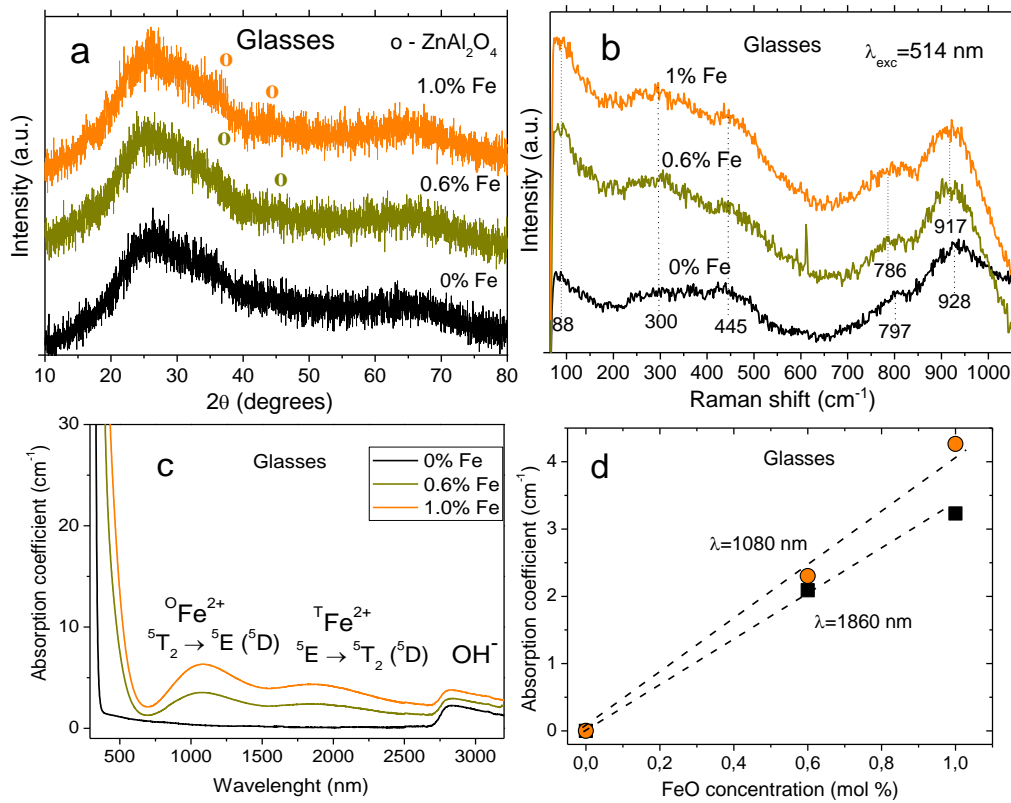 a
Glasses
o - ZnAl₂O₄
1.0% Fe
o
o
o
0.6% Fe
o
0% Fe
Intensity (a.u.)
10 20 30 40 50 60 70 80
2θ (degrees)
b
Glasses
λexc=514 nm
1% Fe
0.6% Fe
0% Fe
917
786
928
88
300
445
797
Intensity (a.u.)
100 200 300 400 500 600 700 800 900 1000
Raman shift (cm⁻¹)
30
20
10
0
Absorption coefficient (cm⁻¹)
c
Glasses
0% Fe
0.6% Fe
1.0% Fe
ᴼFe²⁺
⁵T₂ → ⁵E (⁵D)
ᵀFe²⁺
⁵E → ⁵T₂ (⁵D)
OH⁻
500 1000 1500 2000 2500 3000
Wavelenght (nm)
4
3
2
1
0
Absorption coefficient (cm⁻¹)
Glasses
d
λ=1080 nm
λ=1860 nm
0,0 0,2 0,4 0,6 0,8 1,0
FeO concentration (mol %)